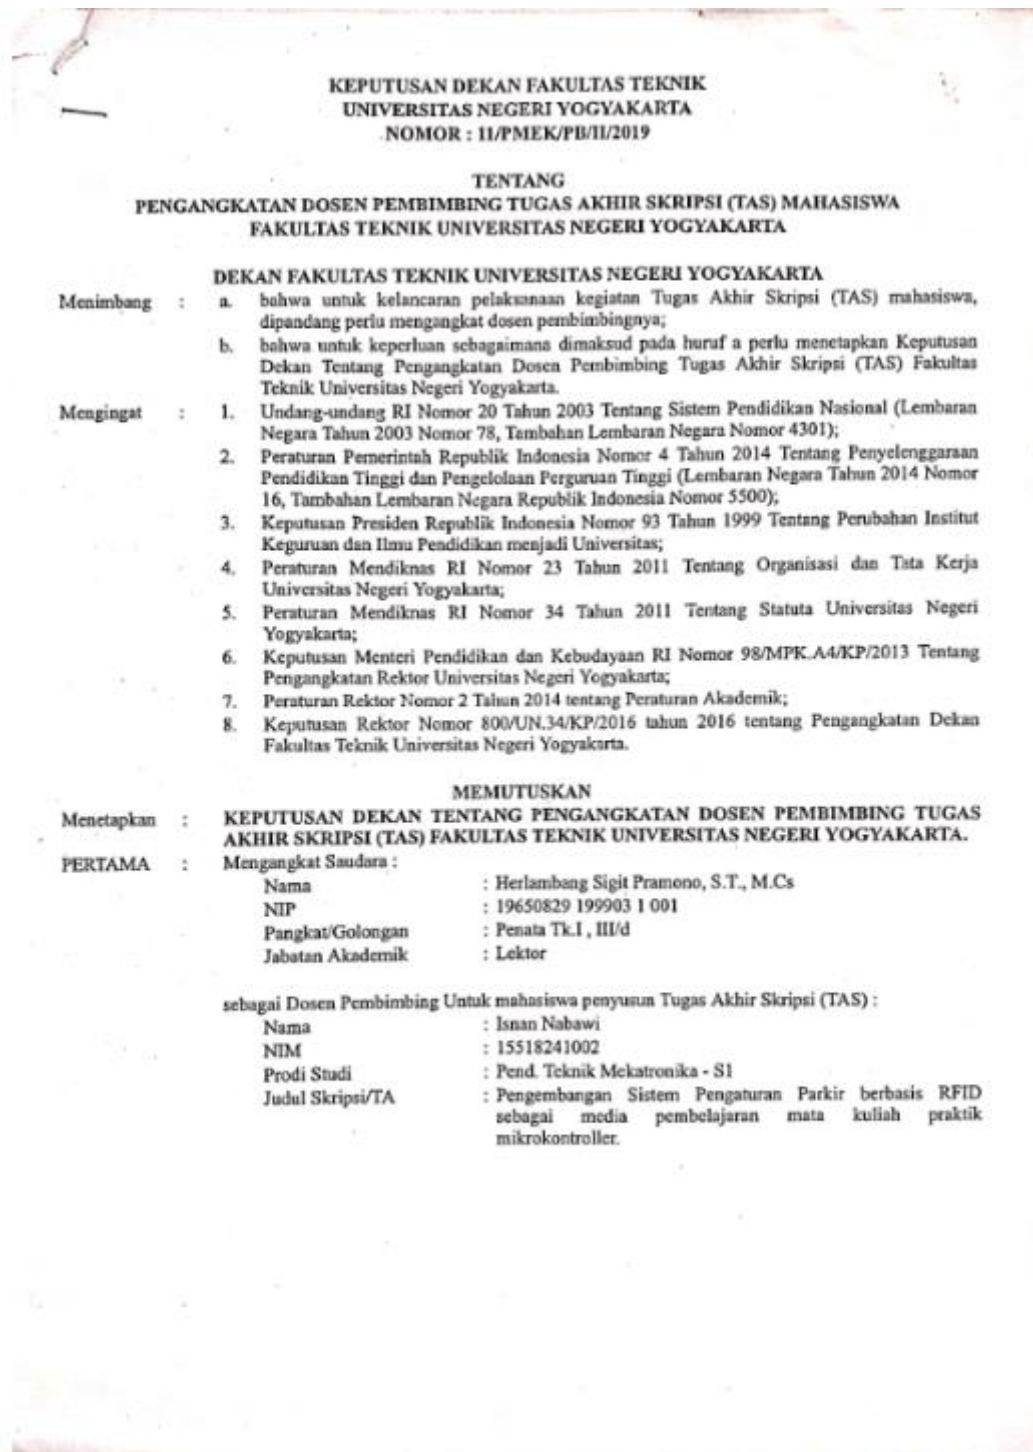 KEPUTUSAN DEKAN FAKULTAS TEKNIK
UNIVERSITAS NEGERI YOGYAKARTA
NOMOR : 11/PMEK/PB/II/2019
TENTANG
PENGANGKATAN DOSEN PEMBIMBING TUGAS AKHIR SKRIPSI (TAS) MAHASISWA
FAKULTAS TEKNIK UNIVERSITAS NEGERI YOGYAKARTA
DEKAN FAKULTAS TEKNIK UNIVERSITAS NEGERI YOGYAKARTA
Menimbang : a. bahwa untuk kelancaran pelaksanaan kegiatan Tugas Akhir Skripsi (TAS) mahasiswa,
dipandang perlu mengangkat dosen pembimbingnya;
b. bahwa untuk keperluan sebagaimana dimaksud pada huruf a perlu menetapkan Keputusan
Dekan Tentang Pengangkatan Dosen Pembimbing Tugas Akhir Skripsi (TAS) Fakultas
Teknik Universitas Negeri Yogyakarta.
Mengingat : 1. Undang-undang RI Nomor 20 Tahun 2003 Tentang Sistem Pendidikan Nasional (Lembaran
Negara Tahun 2003 Nomor 78, Tambahan Lembaran Negara Nomor 4301);
2. Peraturan Pemerintah Republik Indonesia Nomor 4 Tahun 2014 Tentang Penyelenggaraan
Pendidikan Tinggi dan Pengelolaan Perguruan Tinggi (Lembaran Negara Tahun 2014 Nomor
16, Tambahan Lembaran Negara Republik Indonesia Nomor 5500);
3. Keputusan Presiden Republik Indonesia Nomor 93 Tahun 1999 Tentang Perubahan Institut
Keguruan dan Ilmu Pendidikan menjadi Universitas;
4. Peraturan Mendiknas RI Nomor 23 Tahun 2011 Tentang Organisasi dan Tata Kerja
Universitas Negeri Yogyakarta;
5. Peraturan Mendiknas RI Nomor 34 Tahun 2011 Tentang Statuta Universitas Negeri
Yogyakarta;
6. Keputusan Menteri Pendidikan dan Kebudayaan RI Nomor 98/MPK.A4/KP/2013 Tentang
Pengangkatan Rektor Universitas Negeri Yogyakarta;
7. Peraturan Rektor Nomor 2 Tahun 2014 tentang Peraturan Akademik;
8. Keputusan Rektor Nomor 800/UN.34/KP/2016 tahun 2016 tentang Pengangkatan Dekan
Fakultas Teknik Universitas Negeri Yogyakarta.
MEMUTUSKAN
Menetapkan : KEPUTUSAN DEKAN TENTANG PENGANGKATAN DOSEN PEMBIMBING TUGAS
AKHIR SKRIPSI (TAS) FAKULTAS TEKNIK UNIVERSITAS NEGERI YOGYAKARTA.
PERTAMA : Mengangkat Saudara :
Nama : Herlambang Sigit Pramono, S.T., M.Cs
NIP : 19650829 199903 1 001
Pangkat/Golongan : Penata Tk.I , III/d
Jabatan Akademik : Lektor
sebagai Dosen Pembimbing Untuk mahasiswa penyusun Tugas Akhir Skripsi (TAS) :
Nama : Isnan Nabawi
NIM : 15518241002
Prodi Studi : Pend. Teknik Mekatronika - S1
Judul Skripsi/TA : Pengembangan Sistem Pengaturan Parkir berbasis RFID
sebagai media pembelajaran mata kuliah praktik
mikrokontroller.